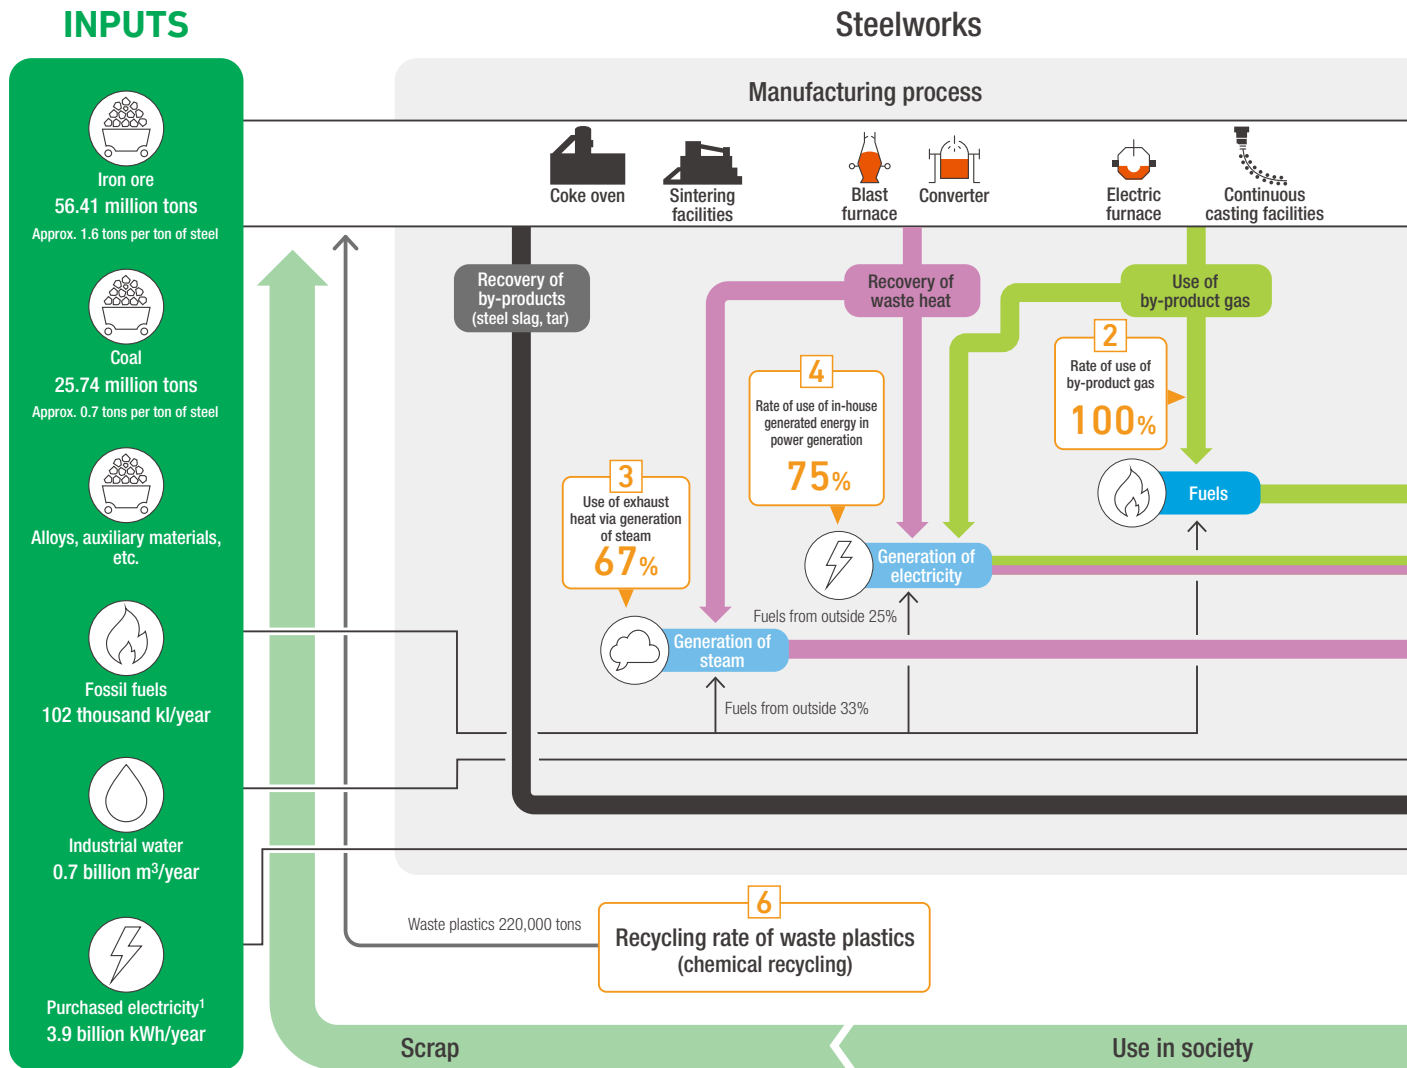 INPUTS
Steelworks
Iron ore
56.41 million tons
Approx. 1.6 tons per ton of steel
Coal
25.74 million tons
Approx. 0.7 tons per ton of steel
Alloys, auxiliary materials,
etc.
Fossil fuels
102 thousand kl/year
Industrial water
0.7 billion m³/year
Purchased electricity¹
3.9 billion kWh/year
Manufacturing process
Coke oven
Sintering
facilities
Blast
furnace
Converter
Electric
furnace
Continuous
casting facilities
Recovery of
by-products
(steel slag, tar)
Recovery of
waste heat
Use of
by-product gas
2
Rate of use of
by-product gas
100%
4
Rate of use of in-house
generated energy in
power generation
75%
3
Use of exhaust
heat via generation
of steam
67%
Fuels
Generation of
electricity
Fuels from outside 25%
Generation of
steam
Fuels from outside 33%
6
Waste plastics 220,000 tons
Recycling rate of waste plastics
(chemical recycling)
Scrap
Use in society